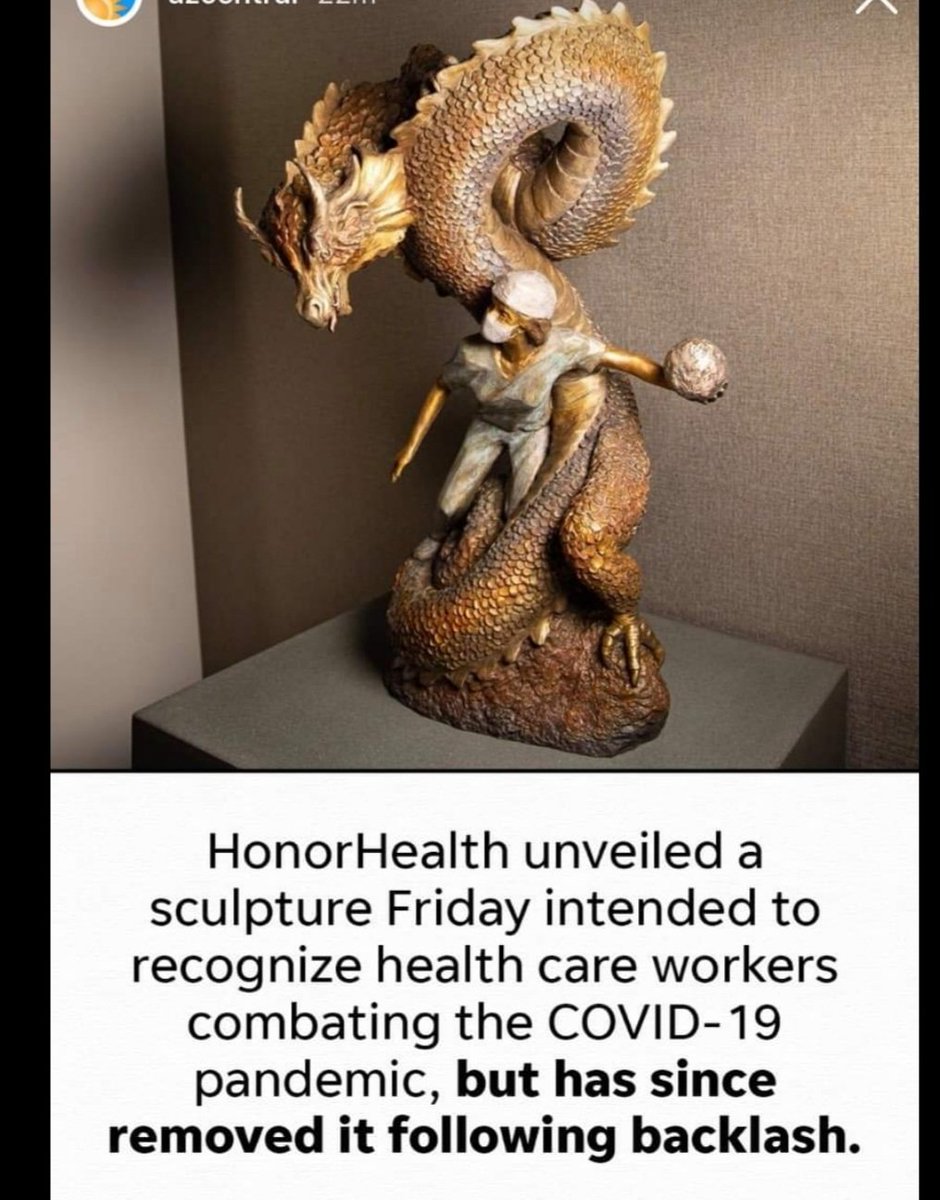 HonorHealth unveiled a
sculpture Friday intended to
recognize health care workers
combating the COVID-19
pandemic, but has since
removed it following backlash.